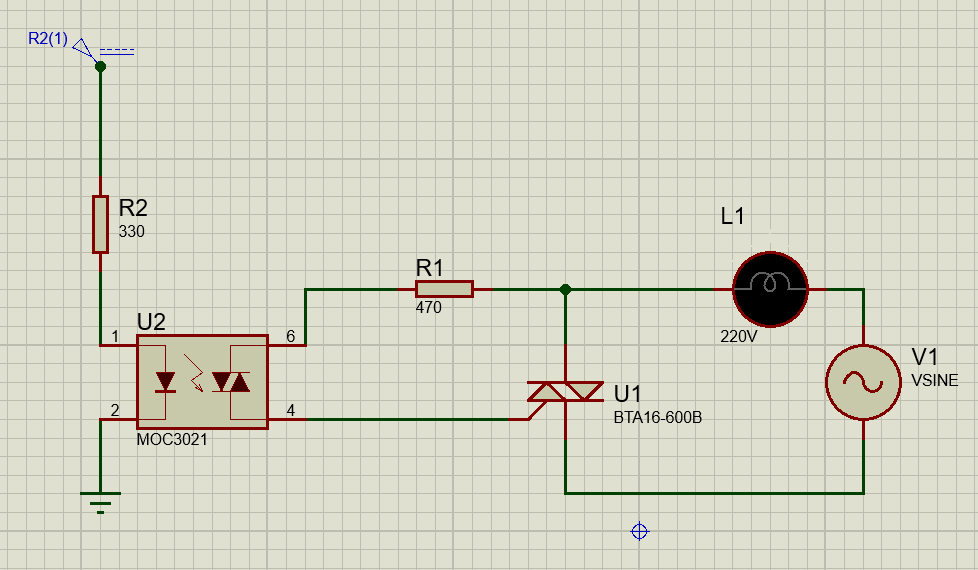 R2(1)
R2
330
U2
1
2
6
4
MOC3021
R1
470
L1
220V
U1
BTA16-600B
V1
VSINE